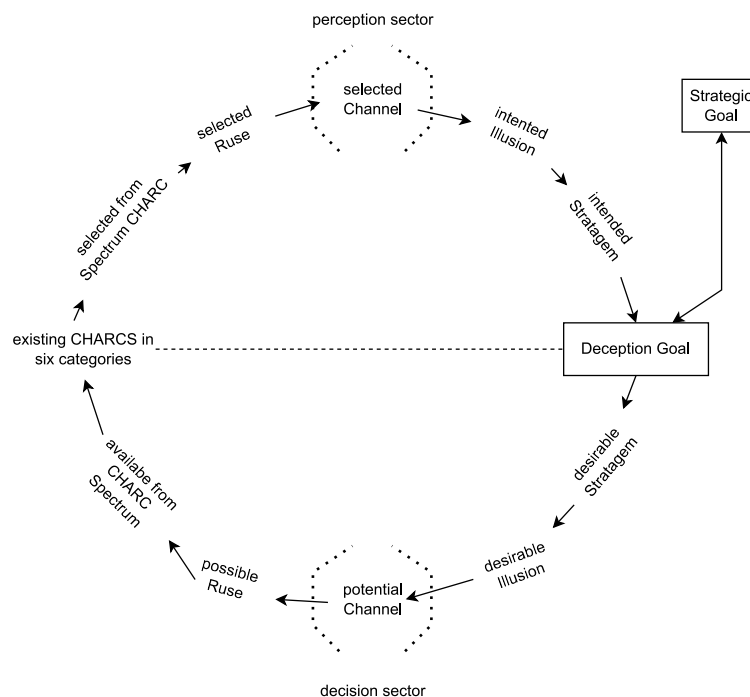 perception sector
selected
Channel
selected
Ruse
intented
Illusion
Strategic
Goal
selected from
Spectrum CHARC
intended
Stratagem
existing CHARCS in
six categories
Deception Goal
availabe from
CHARC
Spectrum
desirable
Stratagem
possible
Ruse
potential
Channel
desirable
Illusion
decision sector